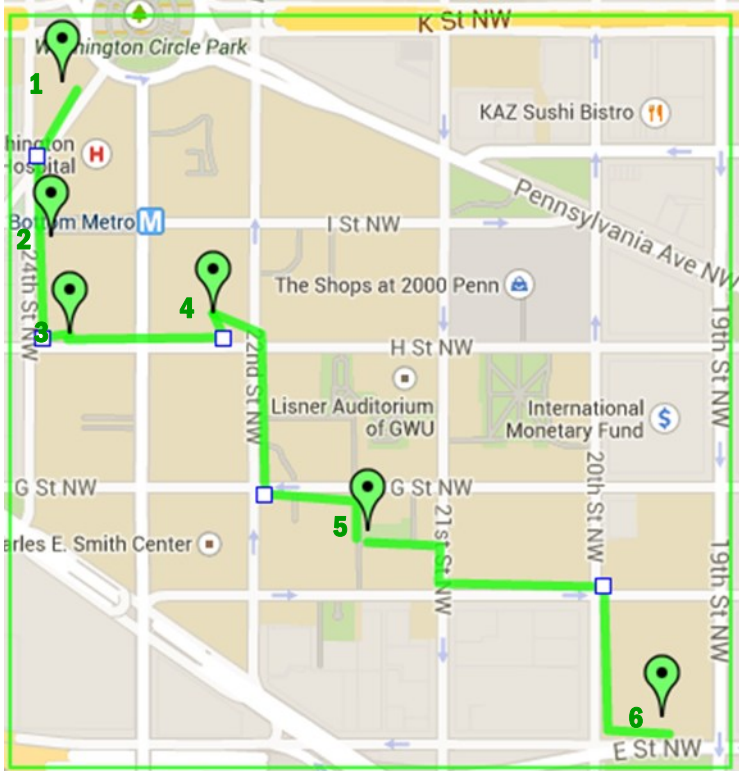 K St NW
Washington Circle Park
1
KAZ Sushi Bistro
hington
Hospital
H
Pennsylvania Ave NW
Bottom Metro M
2
I St NW
24th St NW
4
The Shops at 2000 Penn
3
H St NW
22nd St NW
19th St NW
Lisner Auditorium
of GWU
International
Monetary Fund
$
G St NW
G St NW
20th St NW
5
21st St NW
arles E. Smith Center
19th St NW
6
E St NW